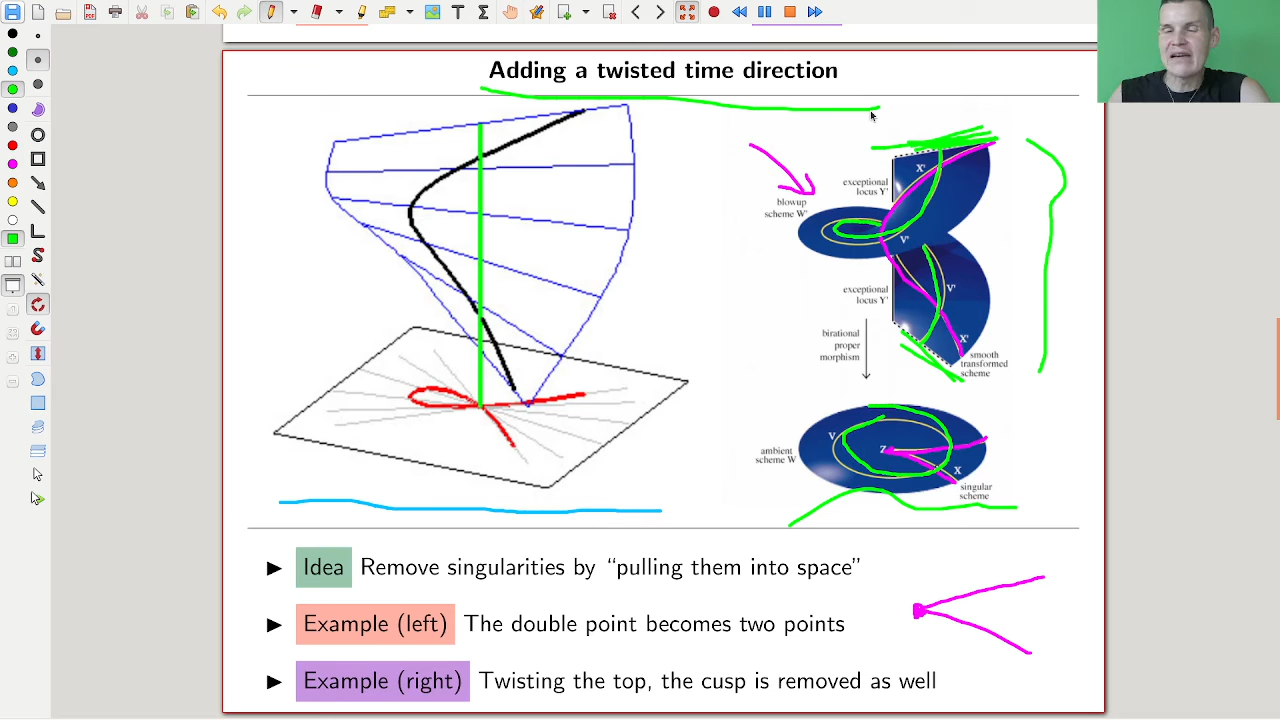 Adding a twisted time direction
exceptional
locus Y'
X'
blowup
scheme W'
V'
exceptional
locus Y'
V'
X'
birational
proper
morphism
smooth
transformed
scheme
ambient
scheme W
V
Z
X
singular
scheme
► Idea Remove singularities by “pulling them into space”
► Example (left) The double point becomes two points
► Example (right) Twisting the top, the cusp is removed as well